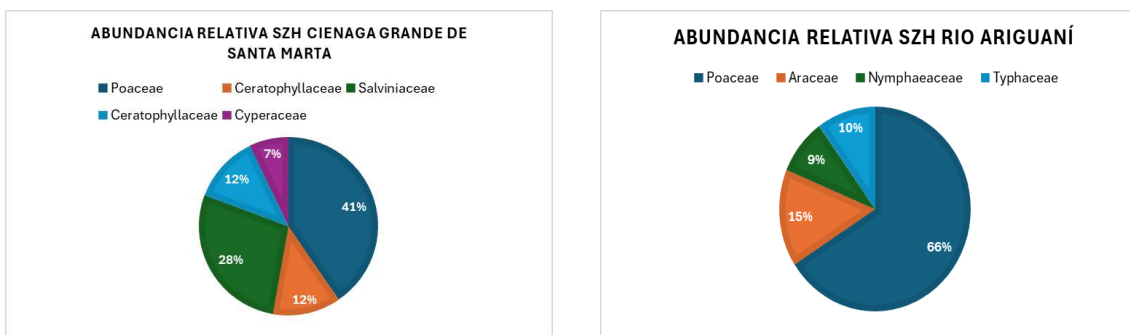 ABUNDANCIA RELATIVA SZH CIENAGA GRANDE DE
SANTA MARTA
Poaceae Ceratophyllaceae Salviniaceae
Ceratophyllaceae Cyperaceae
7%
12%
41%
28%
12%
ABUNDANCIA RELATIVA SZH RIO ARIGUANÍ
Poaceae Araceae Nymphaeaceae Typhaceae
10%
9%
15%
66%